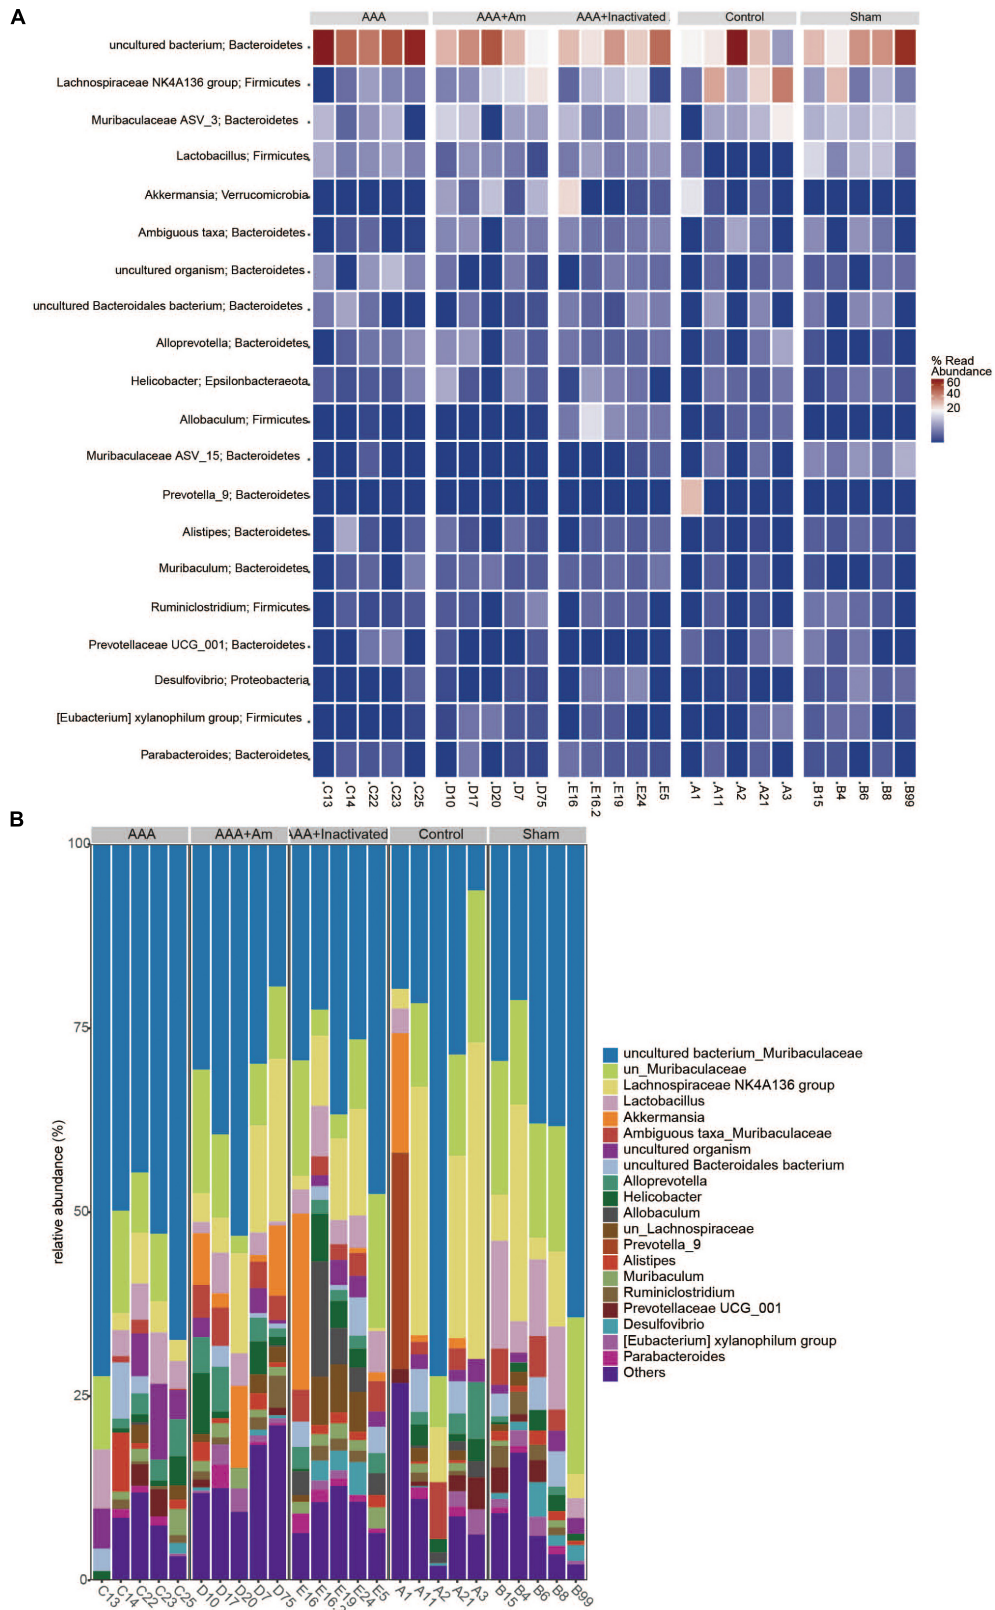 A
AAA AAA+Am AAA+Inactivated Control Sham
uncultured bacterium; Bacteroidetes
Lachnospiraceae NK4A136 group; Firmicutes
Muribaculaceae ASV_3; Bacteroidetes
Lactobacillus; Firmicutes
Akkermansia; Verrucomicrobia
Ambiguous taxa; Bacteroidetes
uncultured organism; Bacteroidetes
uncultured Bacteroidales bacterium; Bacteroidetes
Alloprevotella; Bacteroidetes
Helicobacter; Epsilonbacteraeota
Allobaculum; Firmicutes
Muribaculaceae ASV_15; Bacteroidetes
Prevotella_9; Bacteroidetes
Alistipes; Bacteroidetes
Muribaculum; Bacteroidetes
Ruminiclostridium; Firmicutes
Prevotellaceae UCG_001; Bacteroidetes
Desulfovibrio; Proteobacteria
[Eubacterium] xylanophilum group; Firmicutes
Parabacteroides; Bacteroidetes
% Read
Abundance
60
40
20
C13 C14 C22 C23 C25 D10 D17 D20 D7 D75 E16 E16.2 E19 E24 E5 A1 A11 A2 A21 A3 B15 B4 B6 B8 B99
B
AAA AAA+Am AAA+Inactivated Control Sham
100
75
50
25
0
relative abundance (%)
C13 C14 C22 C23 C25 D10 D17 D20 D7 D75 E16 E16.2 E19 E24 E5 A1 A11 A2 A21 A3 B15 B4 B6 B8 B99
uncultured bacterium_Muribaculaceae
un_Muribaculaceae
Lachnospiraceae NK4A136 group
Lactobacillus
Akkermansia
Ambiguous taxa_Muribaculaceae
uncultured organism
uncultured Bacteroidales bacterium
Alloprevotella
Helicobacter
Allobaculum
un_Lachnospiraceae
Prevotella_9
Alistipes
Muribaculum
Ruminiclostridium
Prevotellaceae UCG_001
Desulfovibrio
[Eubacterium] xylanophilum group
Parabacteroides
Others